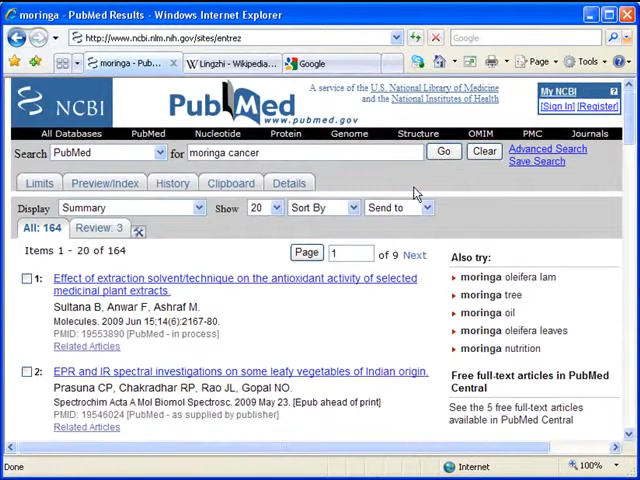 moringa - PubMed Results - Windows Internet Explorer
http://www.ncbi.nlm.nih.gov/sites/entrez
Google
moringa - Pub...
W Lingzhi - Wikipedia...
Google
Page
Tools
NCBI
PubMed
www.pubmed.gov
A service of the U.S. National Library of Medicine
and the National Institutes of Health
My NCBI
[Sign In] [Register]
All Databases PubMed Nucleotide Protein Genome Structure OMIM PMC Journals
Search PubMed for moringa cancer Go Clear Advanced Search
Save Search
Limits Preview/Index History Clipboard Details
Display Summary Show 20 Sort By Send to
All: 164 Review: 3
Items 1 - 20 of 164
Page 1 of 9 Next
1: Effect of extraction solvent/technique on the antioxidant activity of selected
medicinal plant extracts.
Sultana B, Anwar F, Ashraf M.
Molecules. 2009 Jun 15;14(6):2167-80.
PMID: 19553890 [PubMed - in process]
Related Articles
2: EPR and IR spectral investigations on some leafy vegetables of Indian origin.
Prasuna CP, Chakradhar RP, Rao JL, Gopal NO.
Spectrochim Acta A Mol Biomol Spectrosc. 2009 May 23. [Epub ahead of print]
PMID: 19546024 [PubMed - as supplied by publisher]
Related Articles
Also try:
moringa oleifera lam
moringa tree
moringa oil
moringa oleifera leaves
moringa nutrition
Free full-text articles in PubMed
Central
See the 5 free full-text articles
available in PubMed Central
Done
Internet
100%